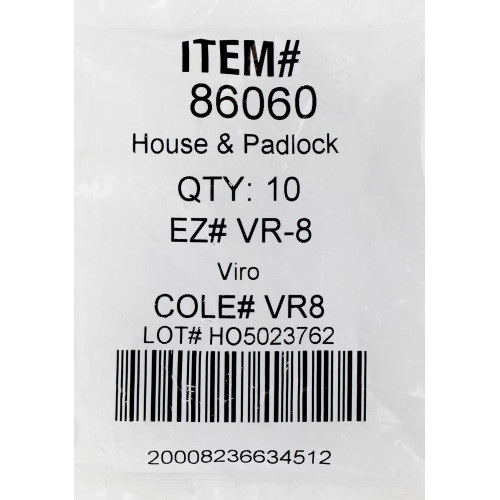 ITEM#
86060
House & Padlock
QTY: 10
EZ# VR-8
Viro
COLE# VR8
LOT# HO5023762
20008236634512